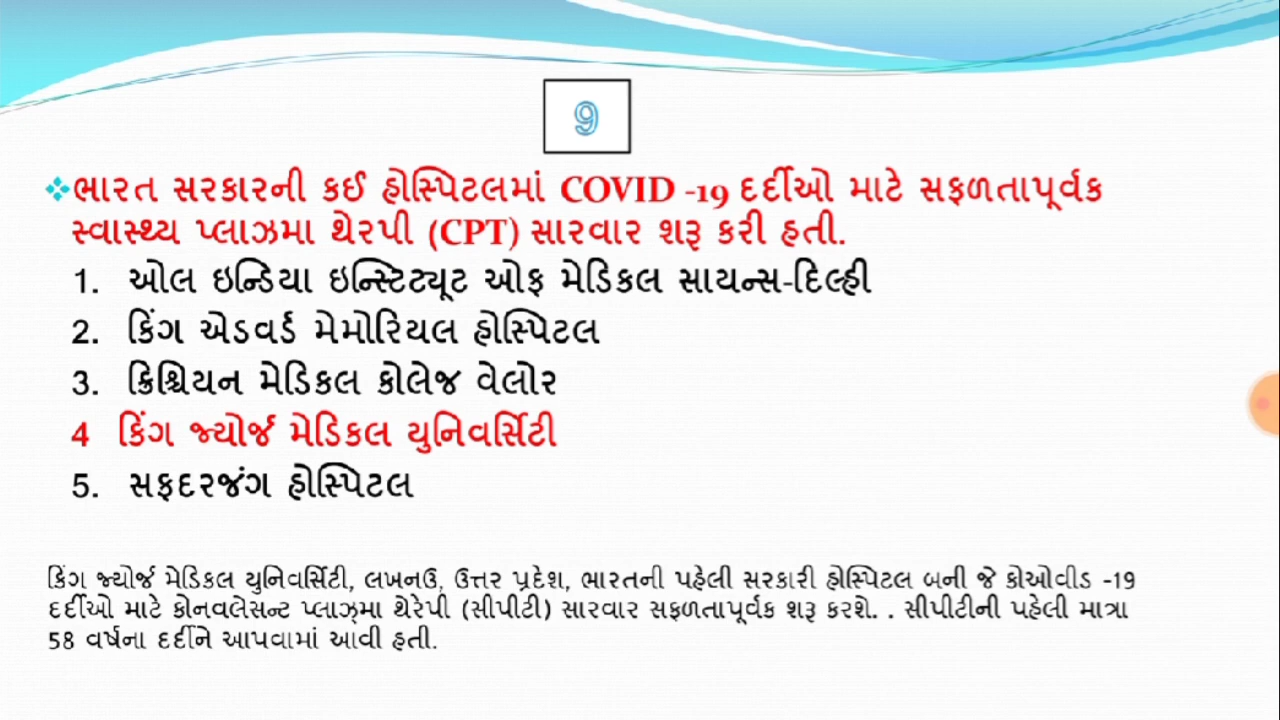 9
ભારત સરકારની કઈ હોસ્પિટલમાં COVID -19 દર્દીઓ માટે સફળતાપૂર્વક
સ્વાસ્થ્ય પ્લાઝમા થેરપી (CPT) સારવાર શરૂ કરી હતી.
1. ઓલ ઇન્ડિયા ઇન્સ્ટિટ્યૂટ ઓફ મેડિકલ સાયન્સ-દિલ્હી
2. કિંગ એડવર્ડ મેમોરિયલ હોસ્પિટલ
3. ક્રિશ્ચિયન મેડિકલ કોલેજ વેલોર
4 કિંગ જ્યોર્જ મેડિકલ યુનિવર્સિટી
5. સફદરજંગ હોસ્પિટલ
કિંગ જ્યોર્જ મેડિકલ યુનિવર્સિટી, લખનઉ, ઉત્તર પ્રદેશ, ભારતની પહેલી સરકારી હોસ્પિટલ બની જે કોઓવીડ -19
દર્દીઓ માટે કોનવલેસન્ટ પ્લાઝ્મા થેરેપી (સીપીટી) સારવાર સફળતાપૂર્વક શરૂ કરશે. . સીપીટીની પહેલી માત્રા
58 વર્ષના દર્દીને આપવામાં આવી હતી.